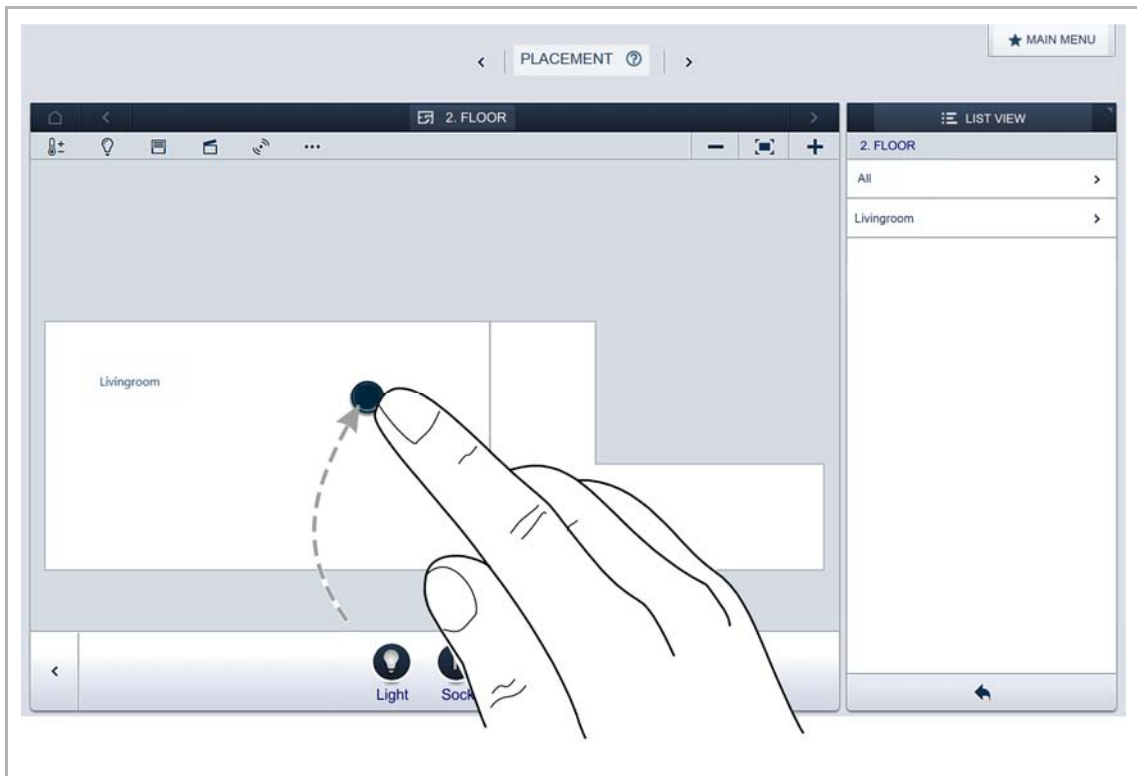 MAIN MENU
PLACEMENT
2. FLOOR
LIST VIEW
2. FLOOR
All
Livingroom
Livingroom
Light